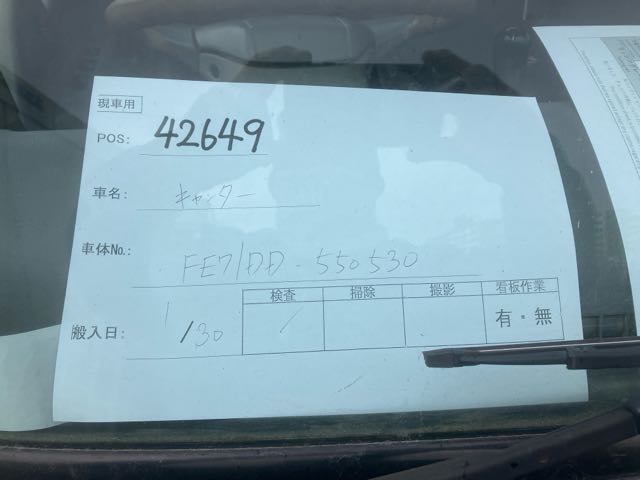 現車用
POS: 42649
車名: キャンター
車体No.: FE71DD-550530
搬入日: 1/30
検査 掃除 撮影 看板作業
有・無